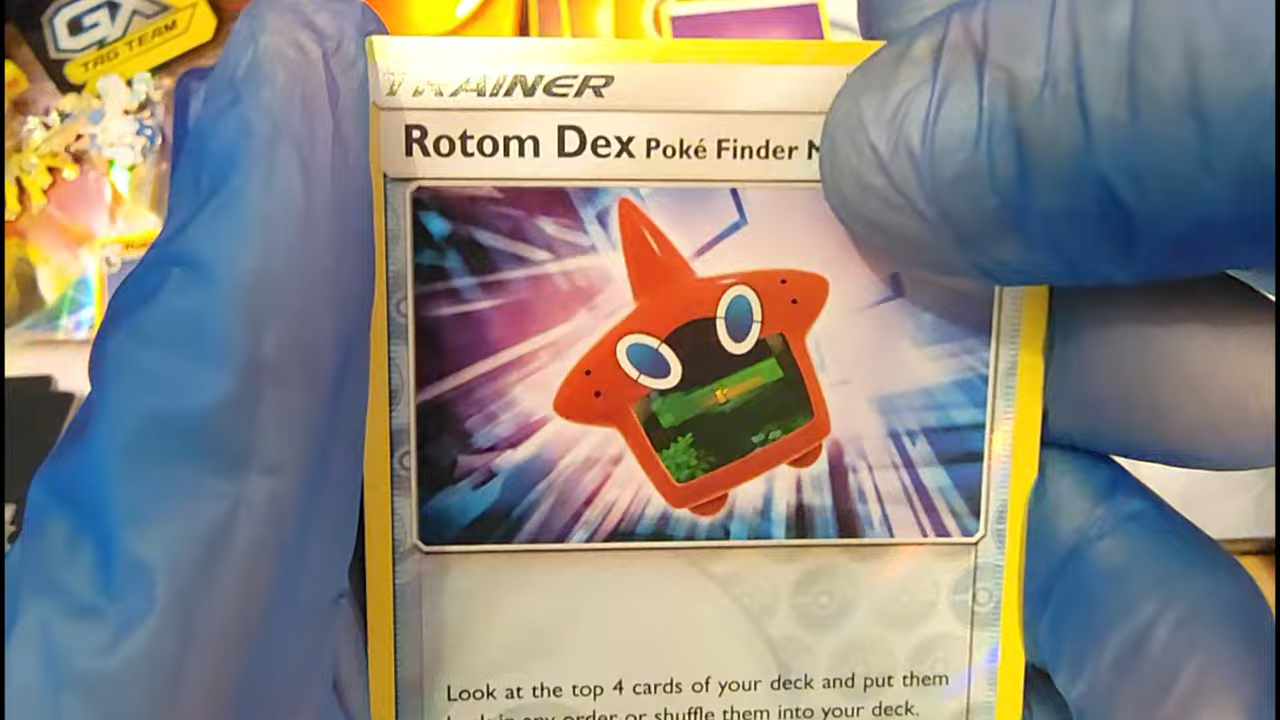 GX
TAG TEAM
TRAINER
Rotom Dex Poké Finder
Look at the top 4 cards of your deck and put them
in any order or shuffle them into your deck.